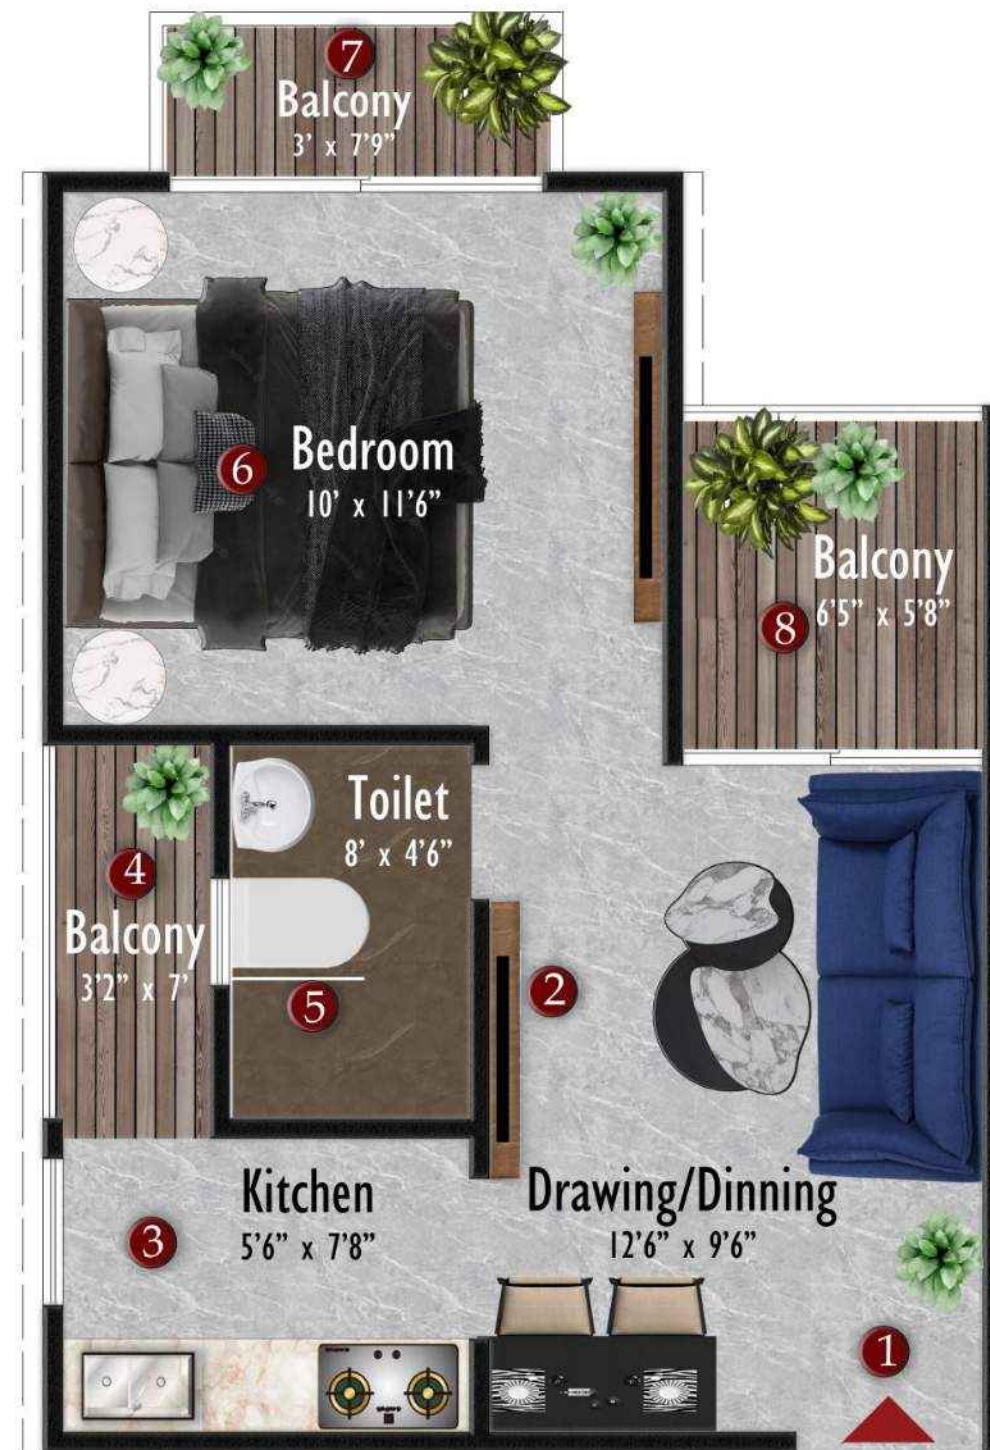 7
Balcony
3' x 7'9"
6
Bedroom
10' x 11'6"
Balcony
8
6'5" x 5'8"
Toilet
8' x 4'6"
4
Balcony
3'2" x 7'
5
2
Kitchen
5'6" x 7'8"
3
Drawing/Dinning
12'6" x 9'6"
1